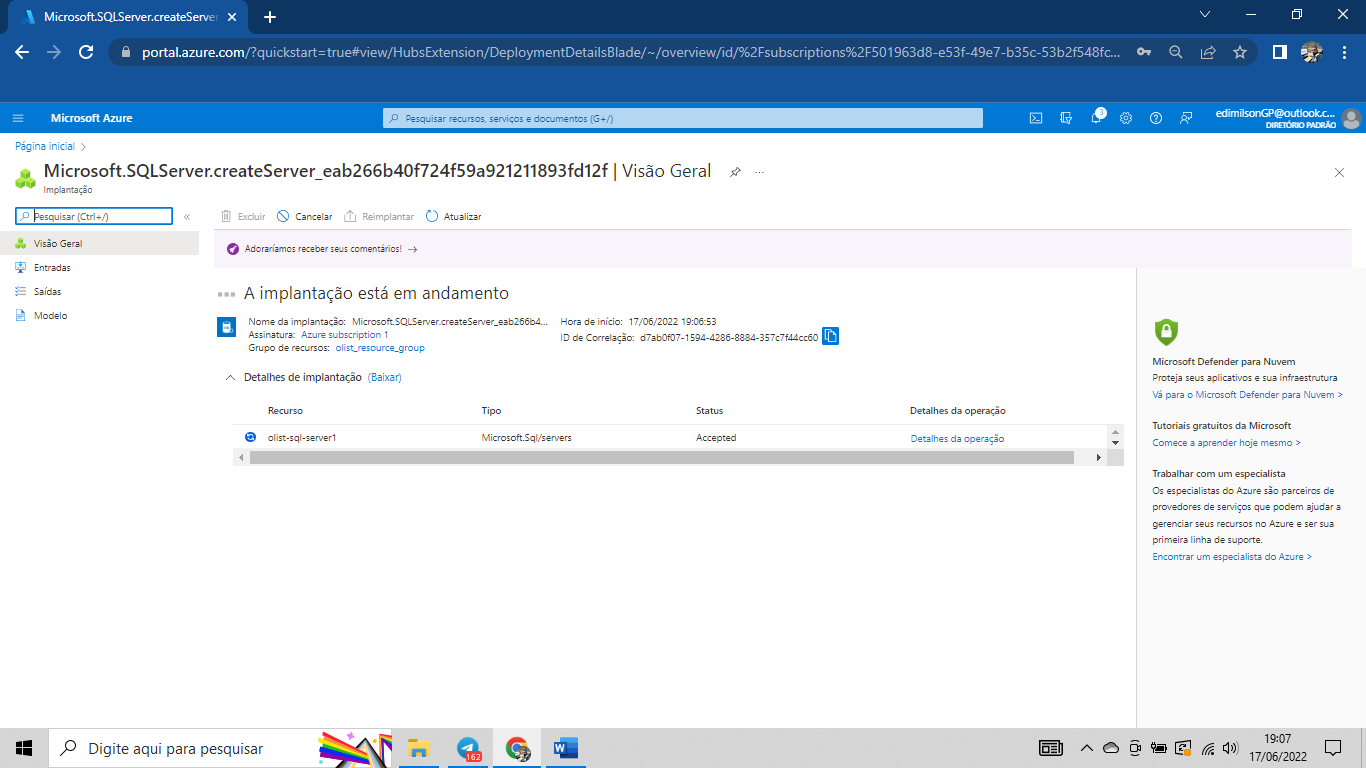 Microsoft.SQLServer.createServer
portal.azure.com/?quickstart=true#view/HubsExtension/DeploymentDetailsBlade/~/overview/id/%2Fsubscriptions%2F501963d8-e53f-49e7-b35c-53b2f548fc...
Microsoft Azure
Pesquisar recursos, serviços e documentos (G+/)
3
edimilsonGP@outlook.c...
DIRETÓRIO PADRÃO
Página inicial >
Microsoft.SQLServer.createServer_eab266b40f724f59a921211893fd12f | Visão Geral
Implantação
Pesquisar (Ctrl+/)
Excluir Cancelar Reimplantar Atualizar
Visão Geral
Entradas
Saídas
Modelo
Adoraríamos receber seus comentários! →
A implantação está em andamento
Nome da implantação: Microsoft.SQLServer.createServer_eab266b4...
Assinatura: Azure subscription 1
Grupo de recursos: olist_resource_group
Hora de início: 17/06/2022 19:06:53
ID de Correlação: d7ab0f07-1594-4286-8884-357c7f44cc60
Detalhes de implantação (Baixar)
Recurso Tipo Status Detalhes da operação
olist-sql-server1 Microsoft.Sql/servers Accepted Detalhes da operação
Microsoft Defender para Nuvem
Proteja seus aplicativos e sua infraestrutura
Vá para o Microsoft Defender para Nuvem >
Tutoriais gratuitos da Microsoft
Comece a aprender hoje mesmo >
Trabalhar com um especialista
Os especialistas do Azure são parceiros de
provedores de serviços que podem ajudar a
gerenciar seus recursos no Azure e ser sua
primeira linha de suporte.
Encontrar um especialista do Azure >
Digite aqui para pesquisar
162
19:07
17/06/2022